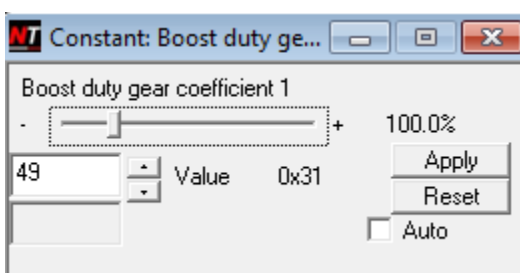 NT Constant: Boost duty ge...
Boost duty gear coefficient 1
- + 100.0%
49 Value 0x31 Apply
Reset
Auto